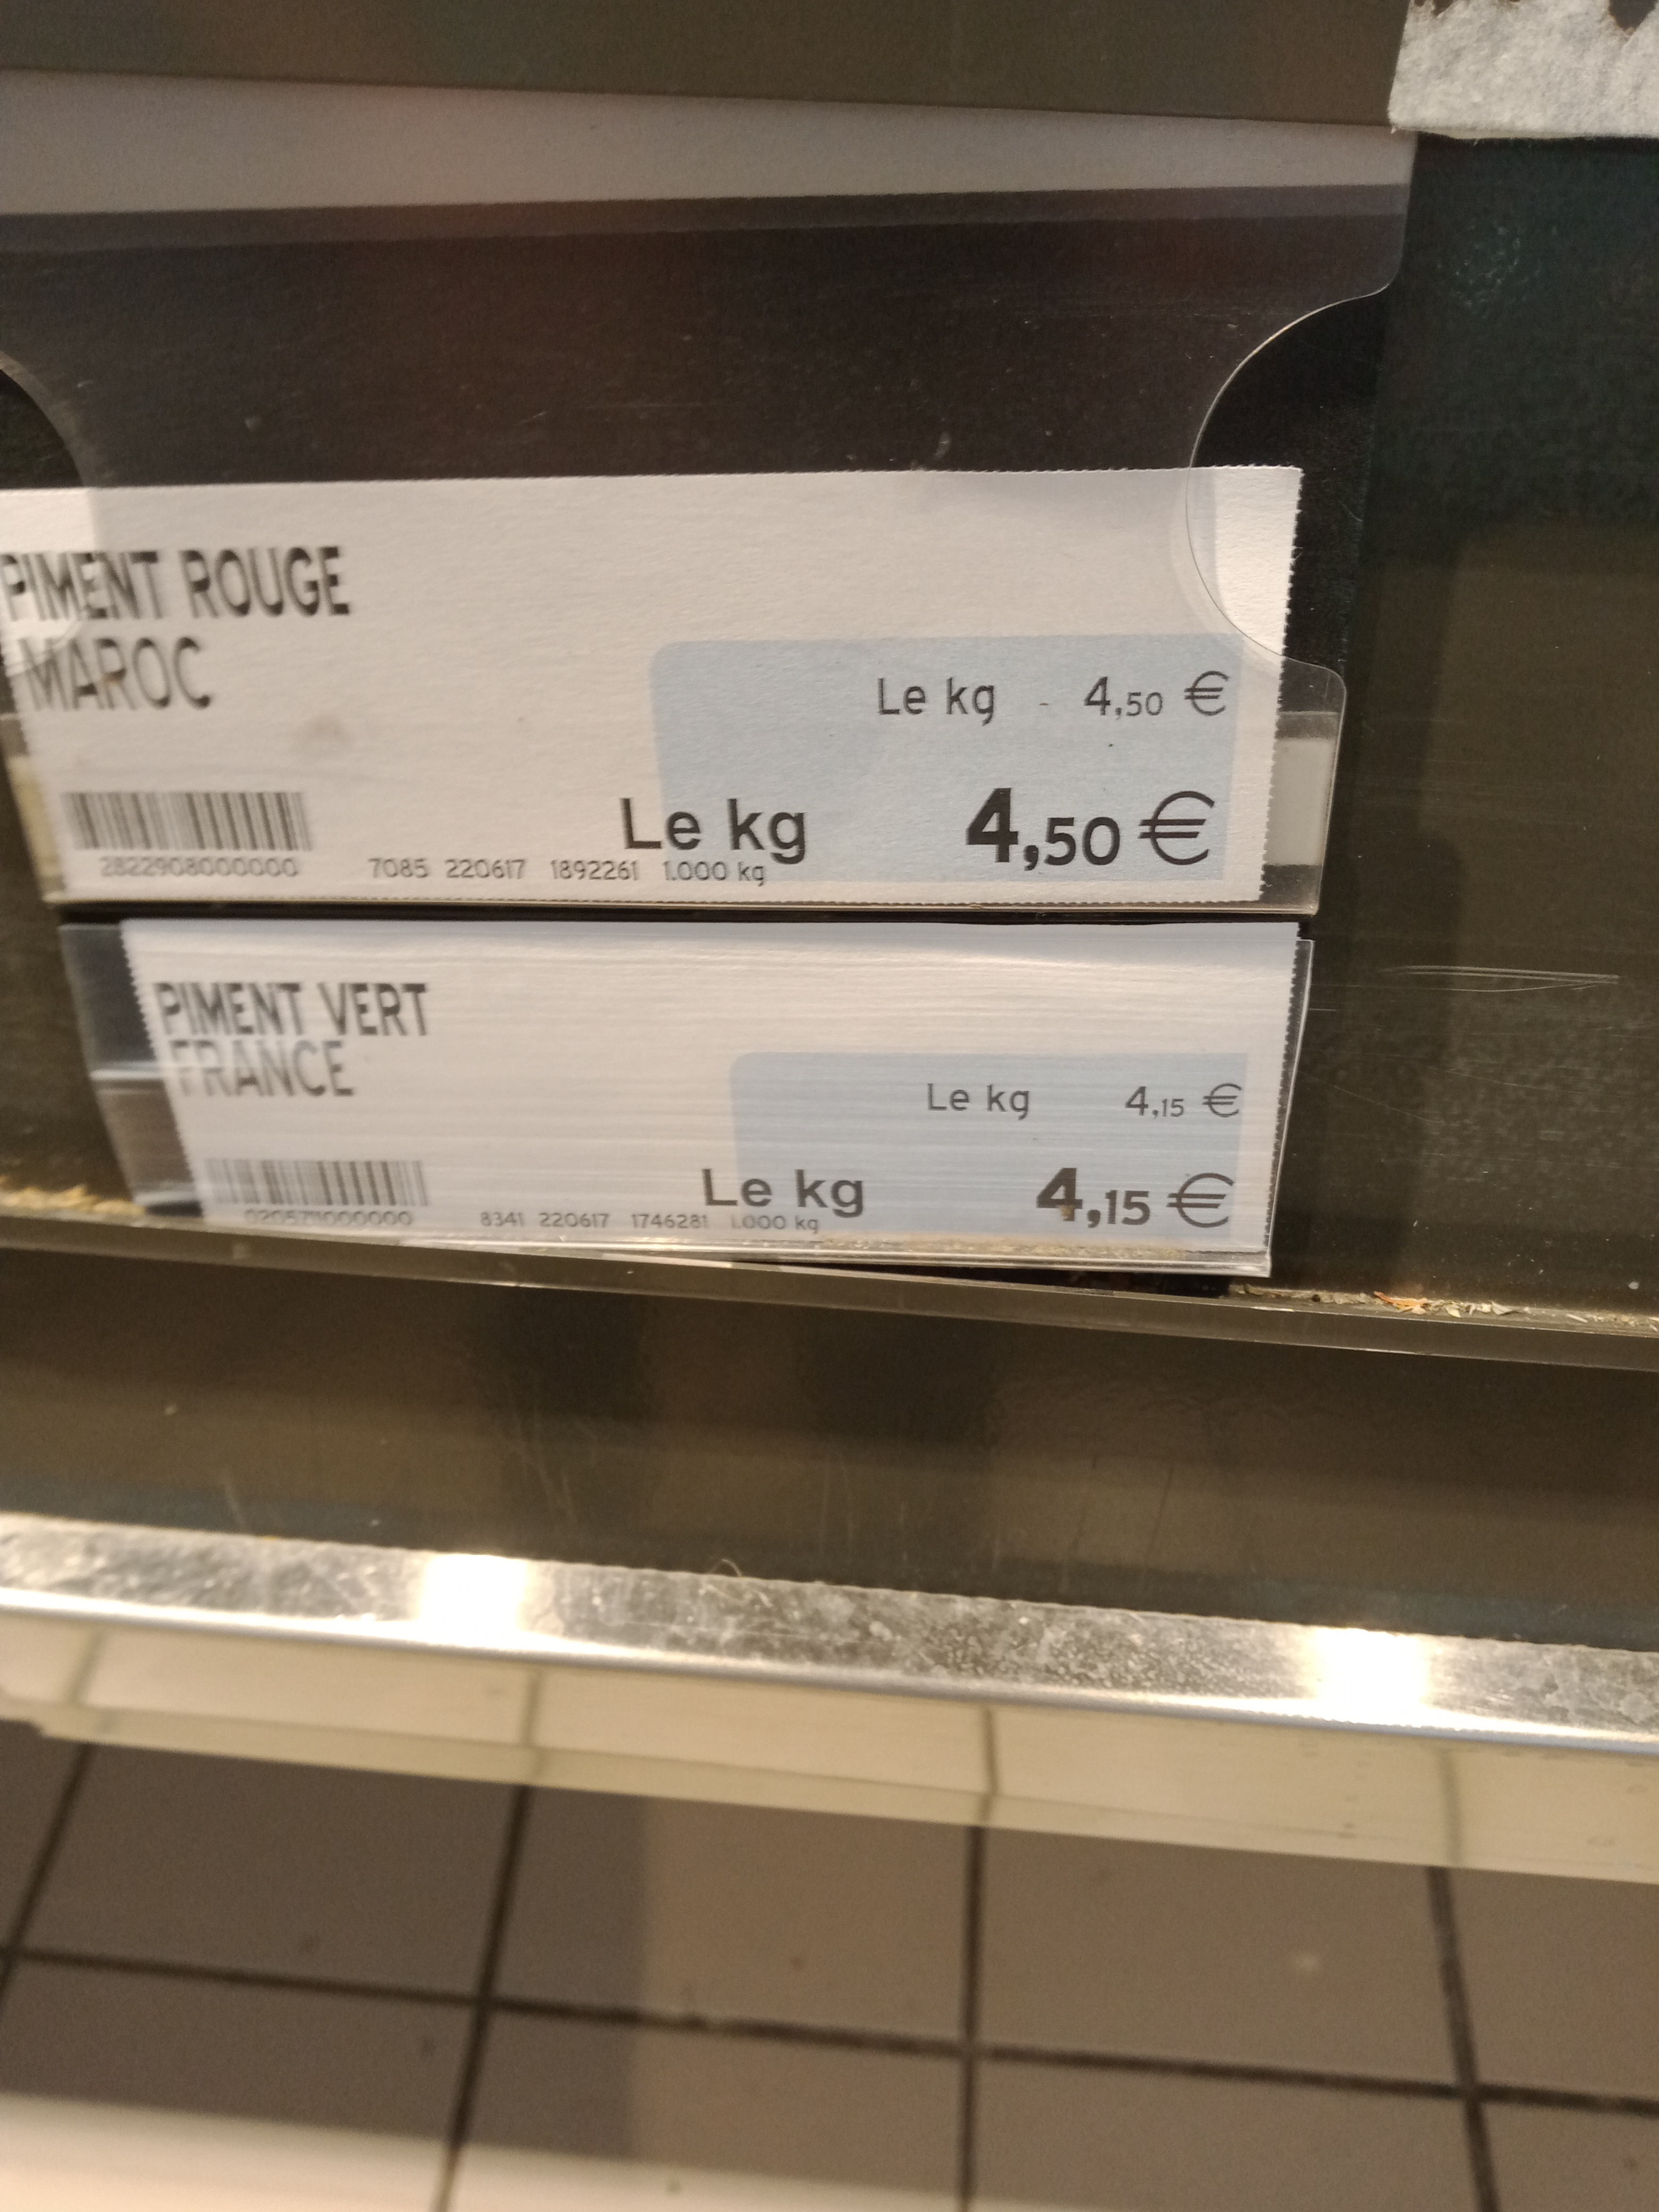 PIMENT ROUGE
MAROC
Le kg - 4,50 €
Le kg 4,50 €
2822908000000 7085 220617 1892261 1.000 kg
PIMENT VERT
FRANCE
Le kg 4,15 €
Le kg 4,15 €
8341 220617 1746281 1.000 kg